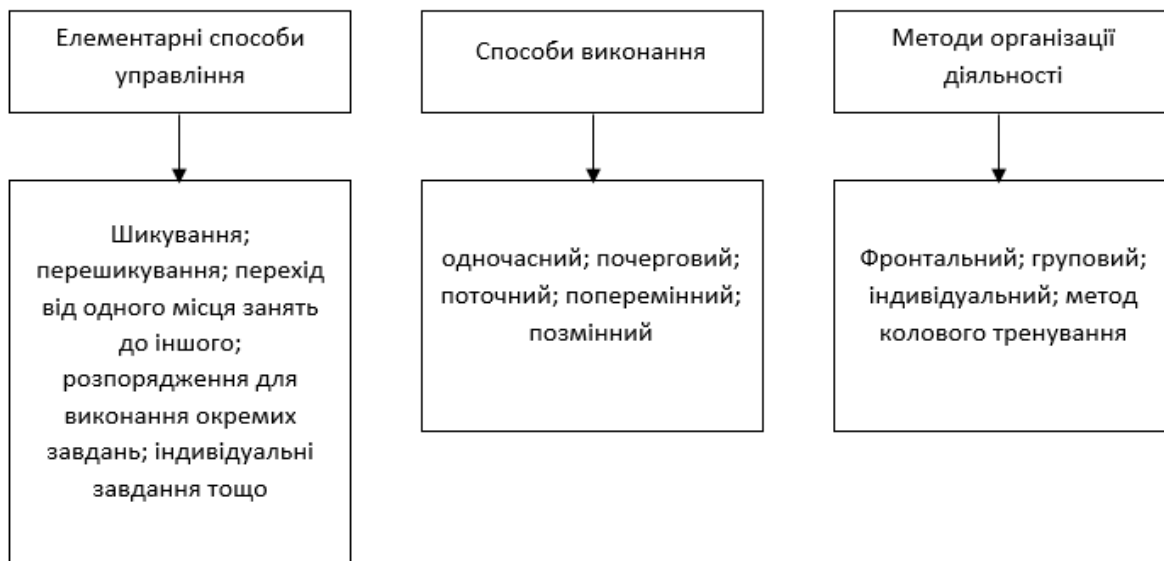 Елементарні способи
управління
Способи виконання
Методи організації
діяльності
Шикування;
перешикування; перехід
від одного місця занять
до іншого;
розпорядження для
виконання окремих
завдань; індивідуальні
завдання тощо
одночасний; почерговий;
поточний; поперемінний;
позмінний
Фронтальний; груповий;
індивідуальний; метод
колового тренування